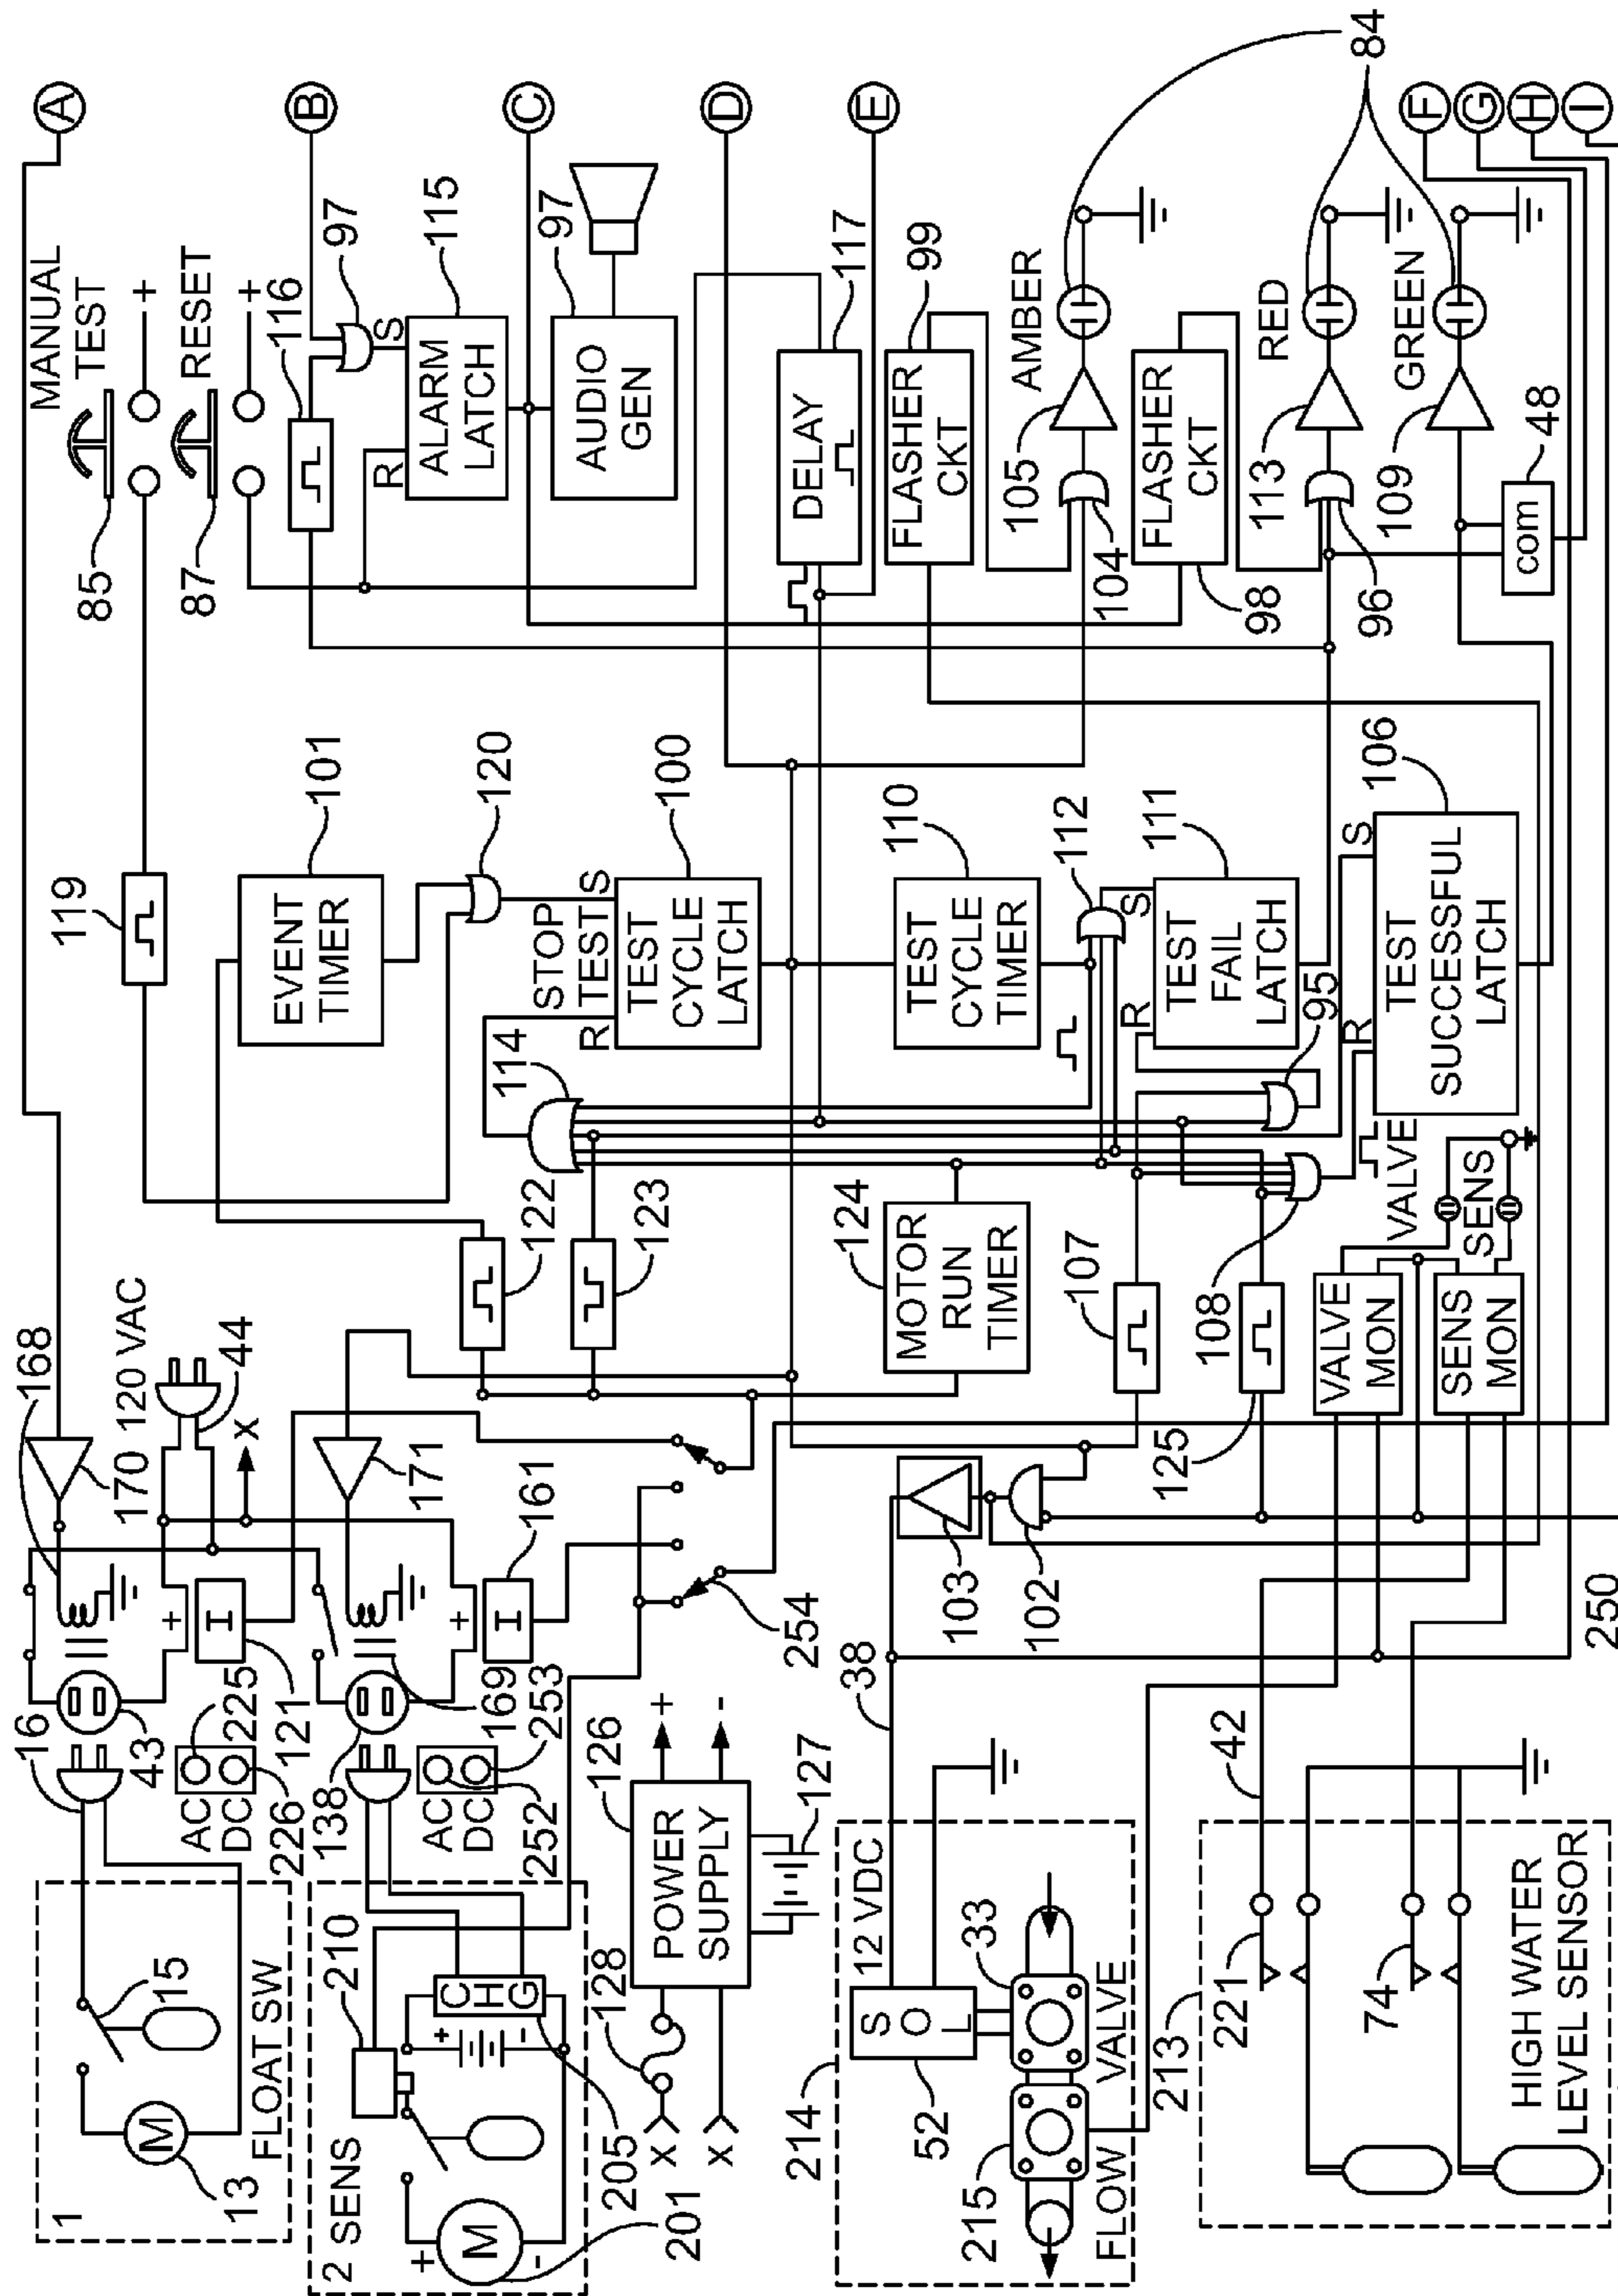 A
B
C
D
E
F
G
H
I
MANUAL
TEST
+
RESET
+
85
87
116
97
S
R
ALARM
LATCH
115
AUDIO
GEN
97
DELAY
117
FLASHER
CKT
99
AMBER
105
104
84
FLASHER
CKT
98
RED
113
96
GREEN
109
com
48
119
EVENT
TIMER
101
120
STOP
TEST
S
R
TEST
CYCLE
LATCH
100
114
TEST
CYCLE
TIMER
110
112
S
R
TEST
FAIL
LATCH
111
95
R
S
TEST
SUCCESSFUL
LATCH
106
122
123
MOTOR
RUN
TIMER
124
107
108
125
VALVE
MON
VALVE
SENS
MON
SENS
168
170
120 VAC
44
X
171
161
I
+
I
+
16
43
AC
DC
225
226
121
138
169
AC
DC
252
253
254
1
M
13
15
FLOAT SW
2 SENS
210
CHG
+
-
+
M
-
205
201
POWER
SUPPLY
126
+
-
127
128
X
X
103
102
38
214
12 VDC
SOL
52
33
215
FLOW
VALVE
42
213
221
74
HIGH WATER
LEVEL SENSOR
250